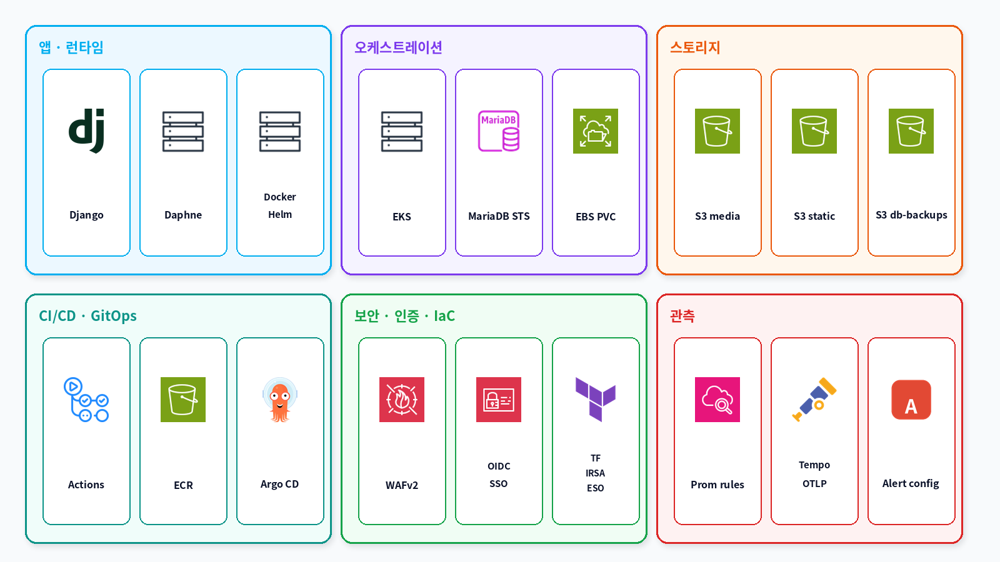 앱 · 런타임
dj
Django
Daphne
Docker
Helm
오케스트레이션
EKS
MariaDB
MariaDB STS
EBS PVC
스토리지
S3 media
S3 static
S3 db-backups
CI/CD · GitOps
Actions
ECR
Argo CD
보안 · 인증 · IaC
WAFv2
OIDC
SSO
TF
IRSA
ESO
관측
Prom rules
Tempo
OTLP
A
Alert config